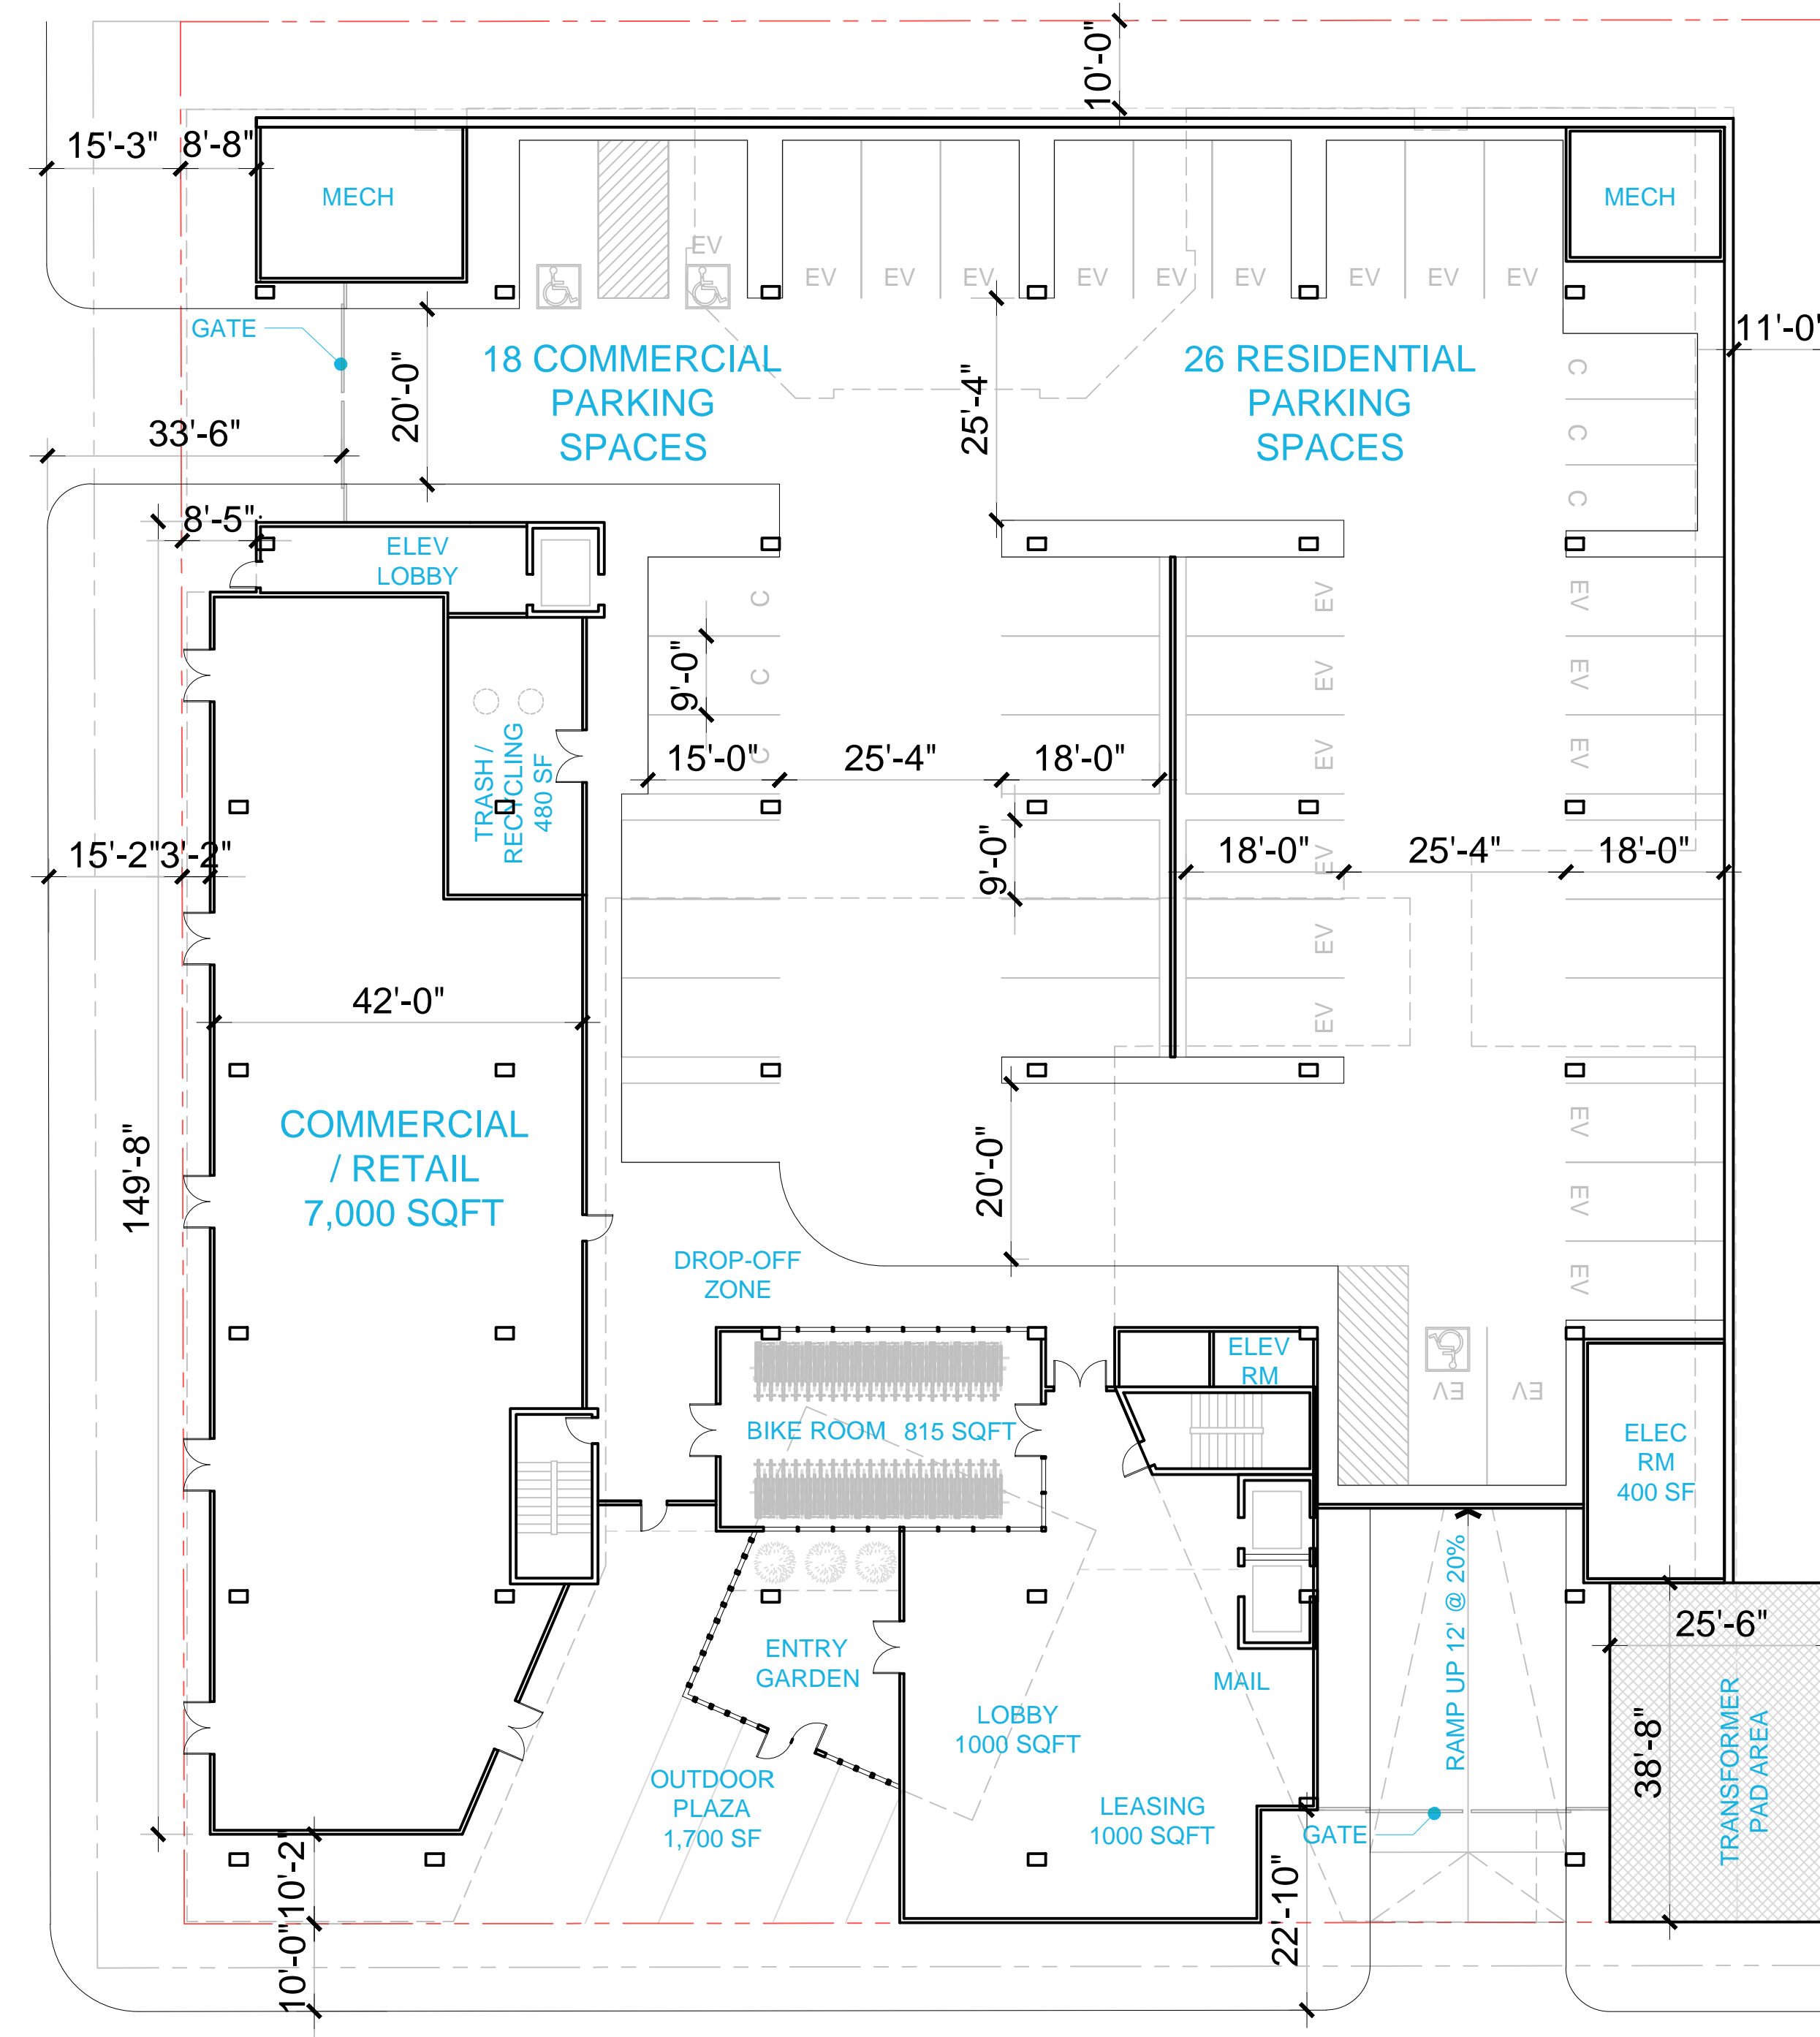 10'-0"
15'-3"
8'-8"
MECH
MECH
EV
EV
EV
EV
EV
EV
EV
EV
EV
EV
GATE
18 COMMERCIAL
PARKING
SPACES
26 RESIDENTIAL
PARKING
SPACES
11'-0"
20'-0"
25'-4"
33'-6"
C
C
C
8'-5"
ELEV
LOBBY
C
C
C
EV
EV
EV
EV
EV
EV
9'-0"
15'-0"
25'-4"
18'-0"
TRASH /
RECYCLING
480 SF
15'-2"
3'-2"
9'-0"
18'-0"
25'-4"
18'-0"
EV
EV
EV
42'-0"
COMMERCIAL
/ RETAIL
7,000 SQFT
149'-8"
20'-0"
EV
EV
EV
DROP-OFF
ZONE
ELEV
RM
EV
EV
BIKE ROOM
815 SQFT
ELEC
RM
400 SF
RAMP UP 12' @ 20%
25'-6"
ENTRY
GARDEN
MAIL
LOBBY
1000 SQFT
38'-8"
TRANSFORMER
PAD AREA
OUTDOOR
PLAZA
1,700 SF
LEASING
1000 SQFT
GATE
10'-2"
22'-10"
10'-0"